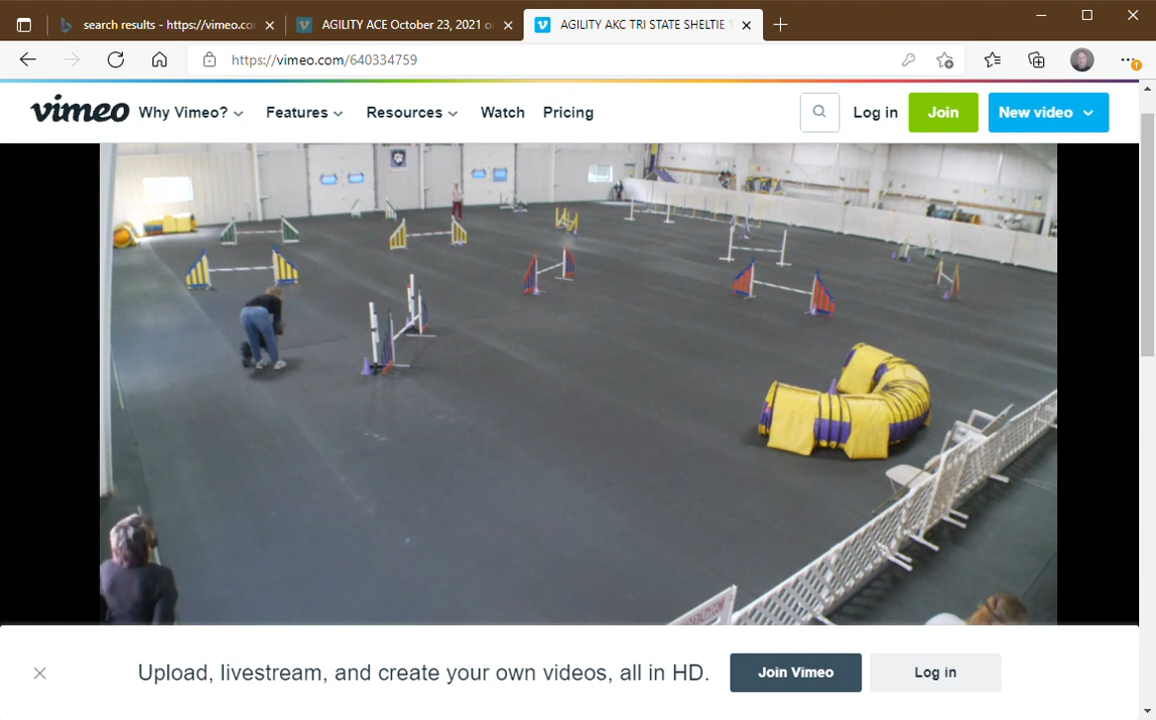 search results - https://vimeo.co
AGILITY ACE October 23, 2021 o
AGILITY AKC TRI STATE SHELTIE
https://vimeo.com/640334759
vimeo
Why Vimeo?
Features
Resources
Watch
Pricing
Log in
Join
New video
Upload, livestream, and create your own videos, all in HD.
Join Vimeo
Log in